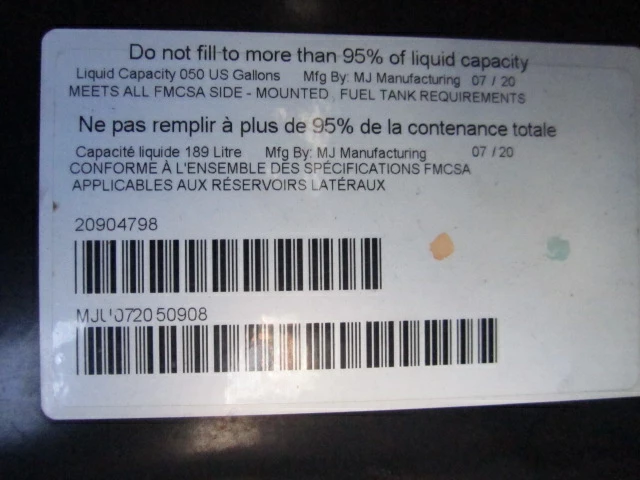 Do not fill to more than 95% of liquid capacity
Liquid Capacity 050 US Gallons Mfg By: MJ Manufacturing 07 / 20
MEETS ALL FMCSA SIDE - MOUNTED FUEL TANK REQUIREMENTS
Ne pas remplir à plus de 95% de la contenance totale
Capacité liquide 189 Litre Mfg By: MJ Manufacturing 07 / 20
CONFORME À L'ENSEMBLE DES SPÉCIFICATIONS FMCSA
APPLICABLES AUX RÉSERVOIRS LATÉRAUX
20904798
50908